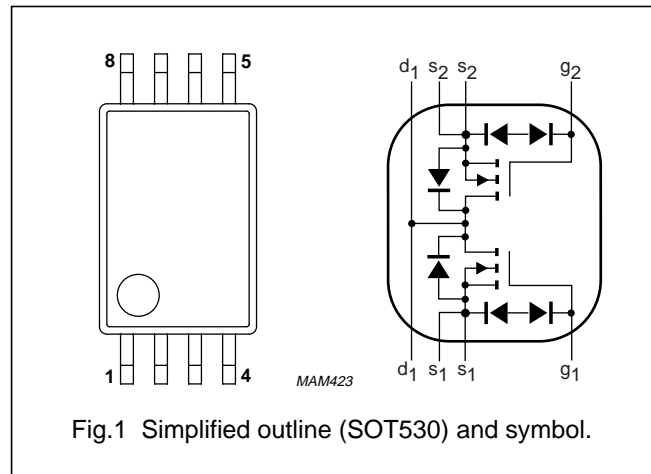 8 5
1 4
MAM423
d1 s2 s2 g2
d1 s1 s1 g1
Fig.1 Simplified outline (SOT530) and symbol.